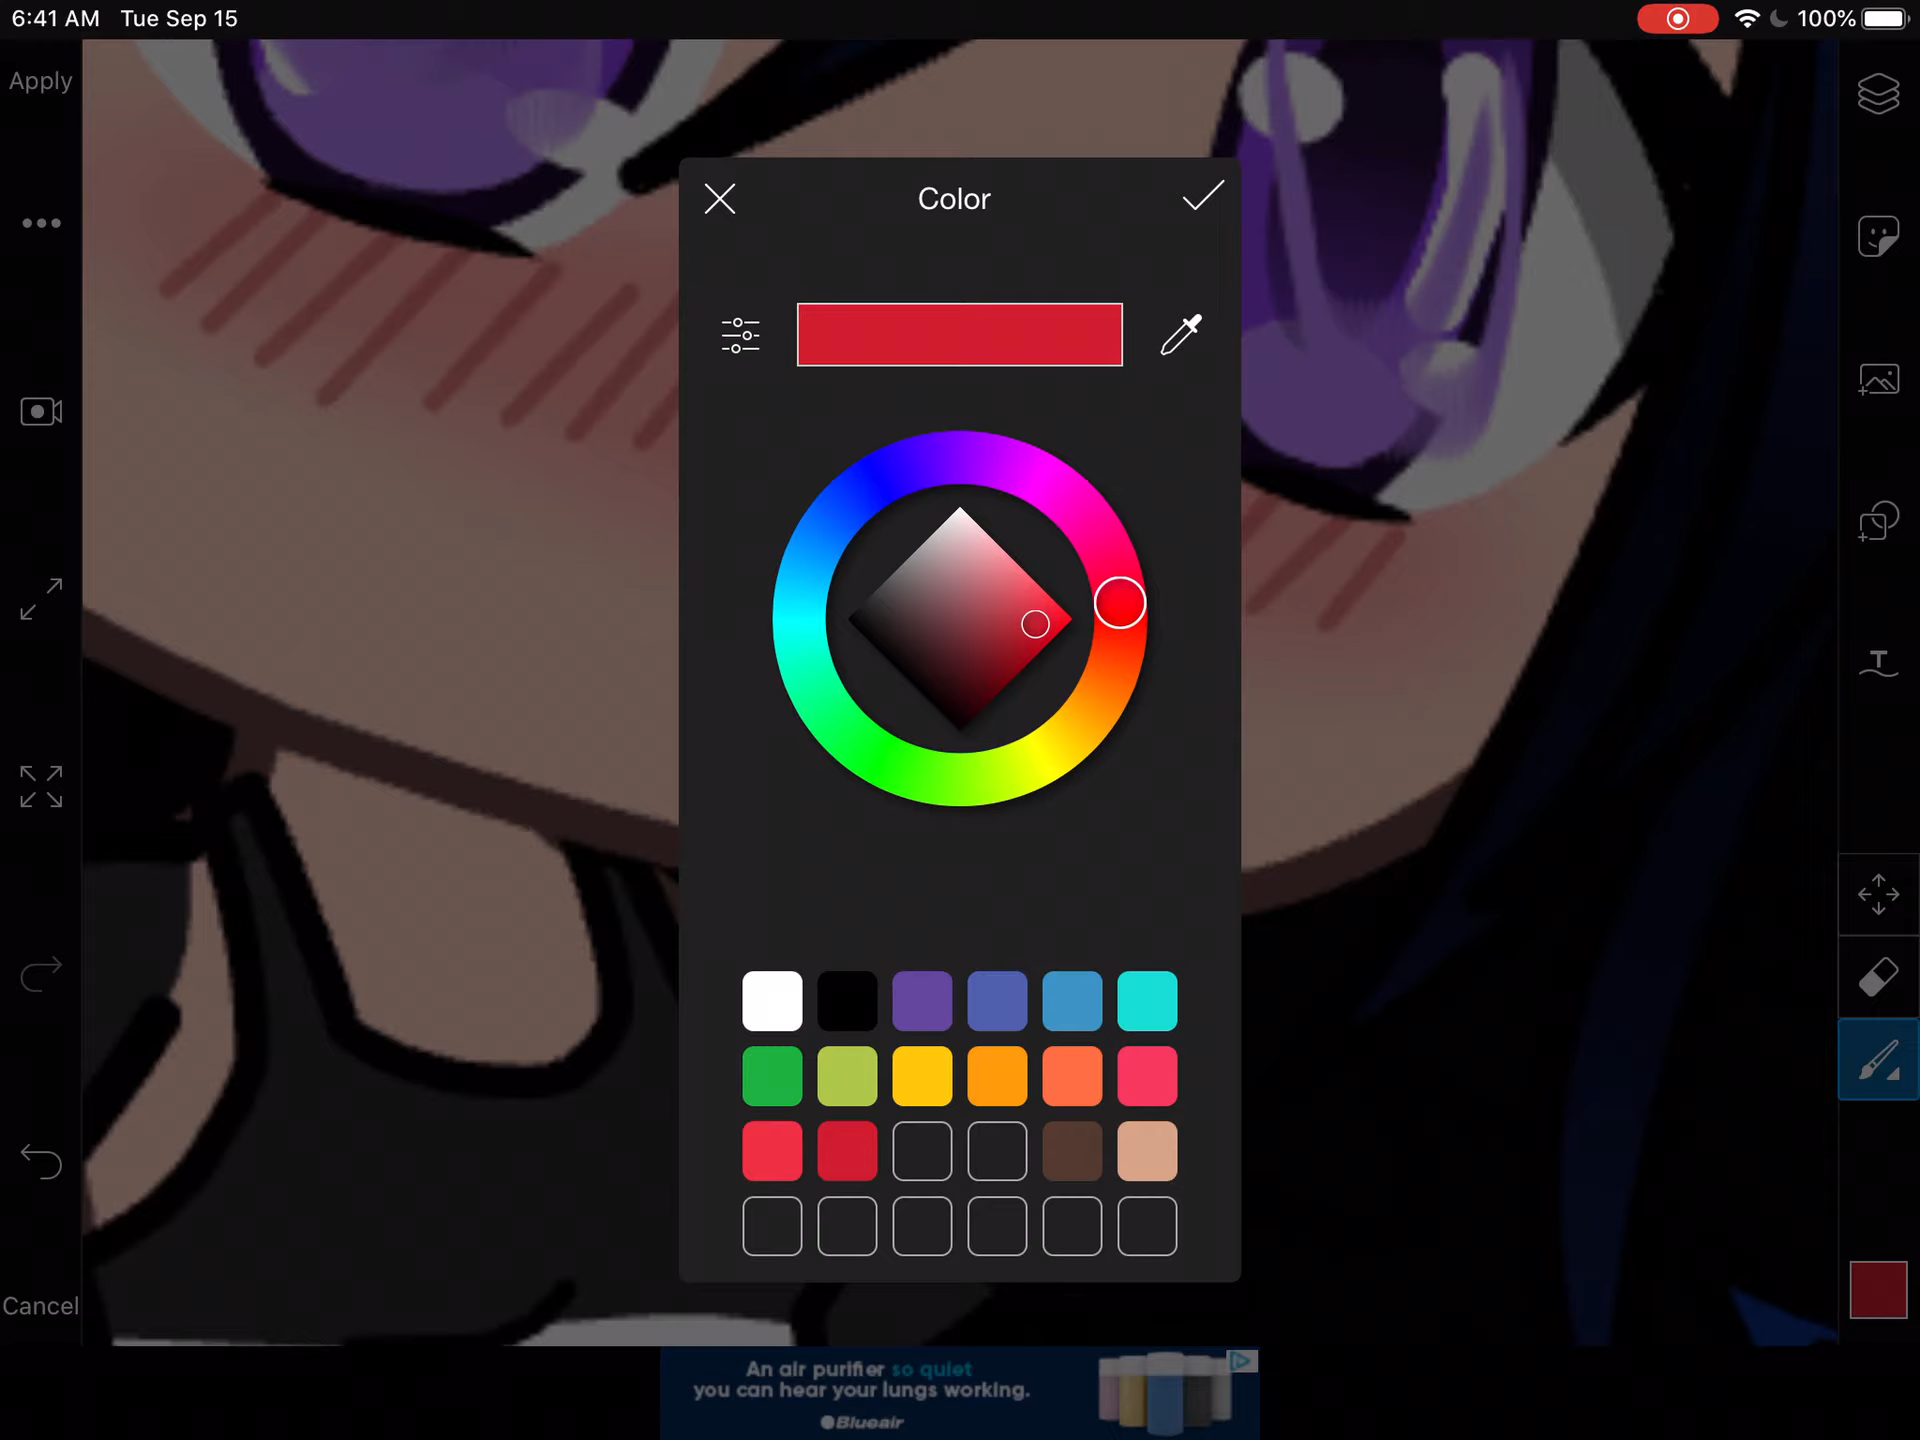 6:41 AM Tue Sep 15
100%
Apply
Color
T
Cancel
An air purifier so quiet
you can hear your lungs working.
Blueair